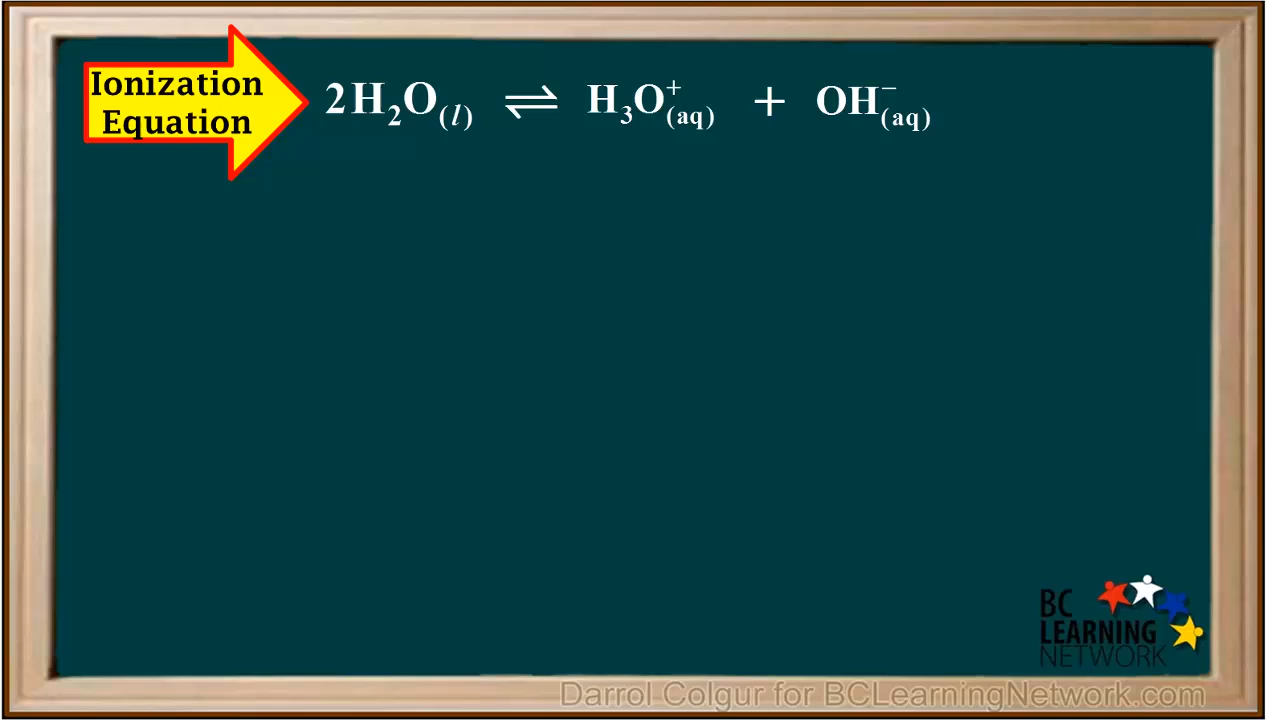 Ionization
Equation
2H₂O(l) ⇌ H₃O⁺(aq) + OH⁻(aq)
BC
LEARNING
NETWORK
Darrol Colgur for BCLearningNetwork.com